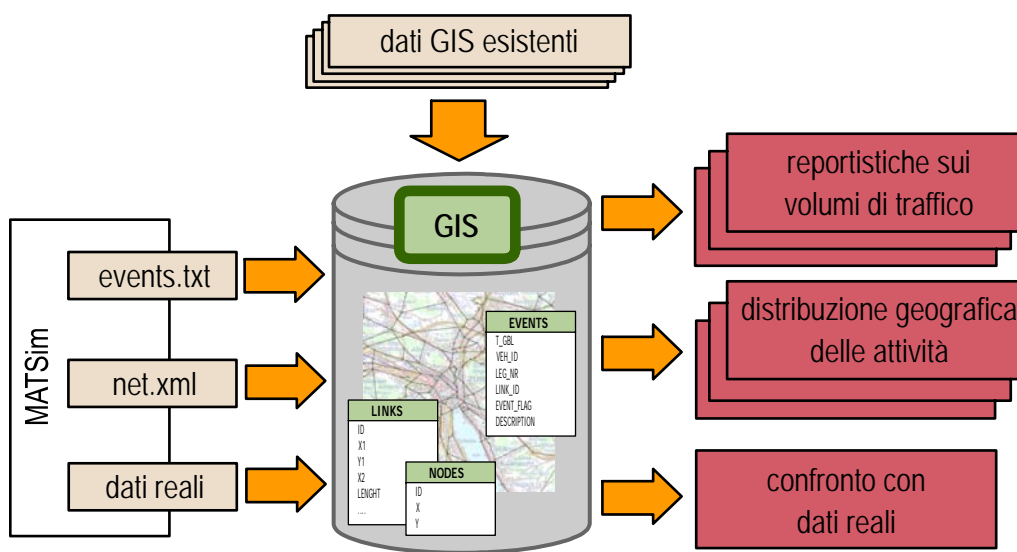 dati GIS esistenti
GIS
MATSim
events.txt
net.xml
dati reali
EVENTS
T_GBL
VEH_ID
LEG_NR
LINK_ID
EVENT_FLAG
DESCRIPTION
LINKS
ID
X1
Y1
X2
LENGHT
....
NODES
ID
X
Y
reportistiche sui
volumi di traffico
distribuzione geografica
delle attività
confronto con
dati reali